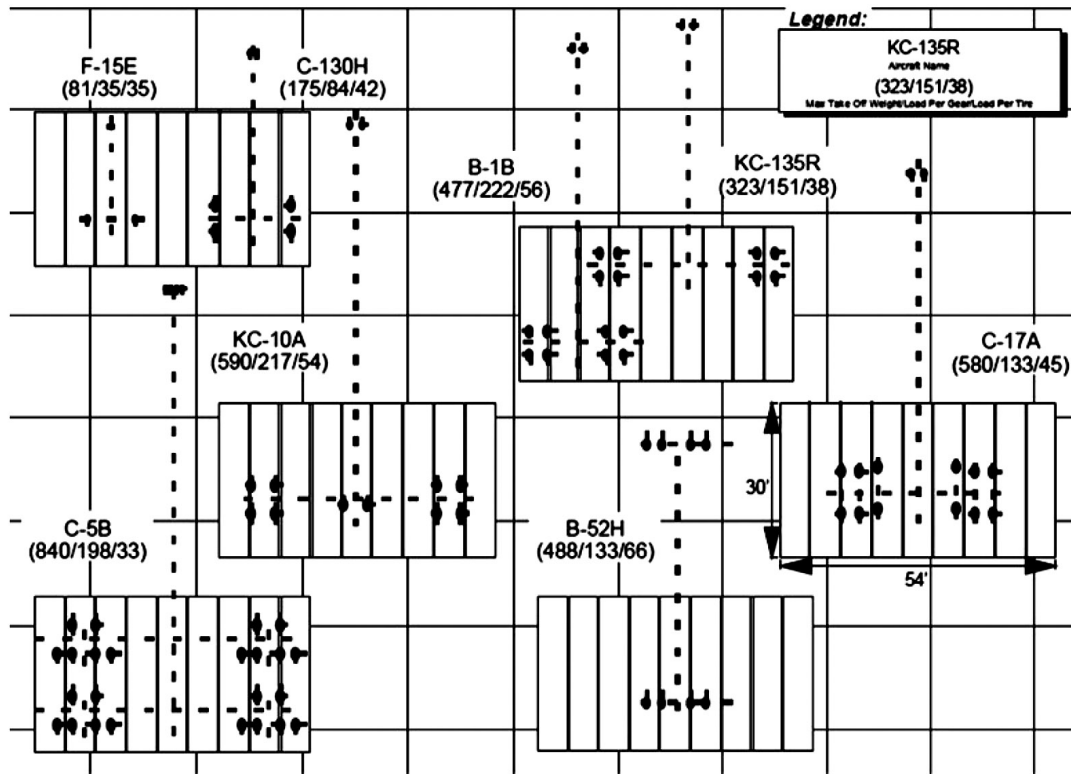 Legend:
KC-135R
Aircraft Name
(323/151/38)
Max Take Off Weight/Load Per Gear/Load Per Tire
F-15E
(81/35/35)
C-130H
(175/84/42)
B-1B
(477/222/56)
KC-135R
(323/151/38)
KC-10A
(590/217/54)
C-17A
(580/133/45)
30'
54'
C-5B
(840/198/33)
B-52H
(488/133/66)